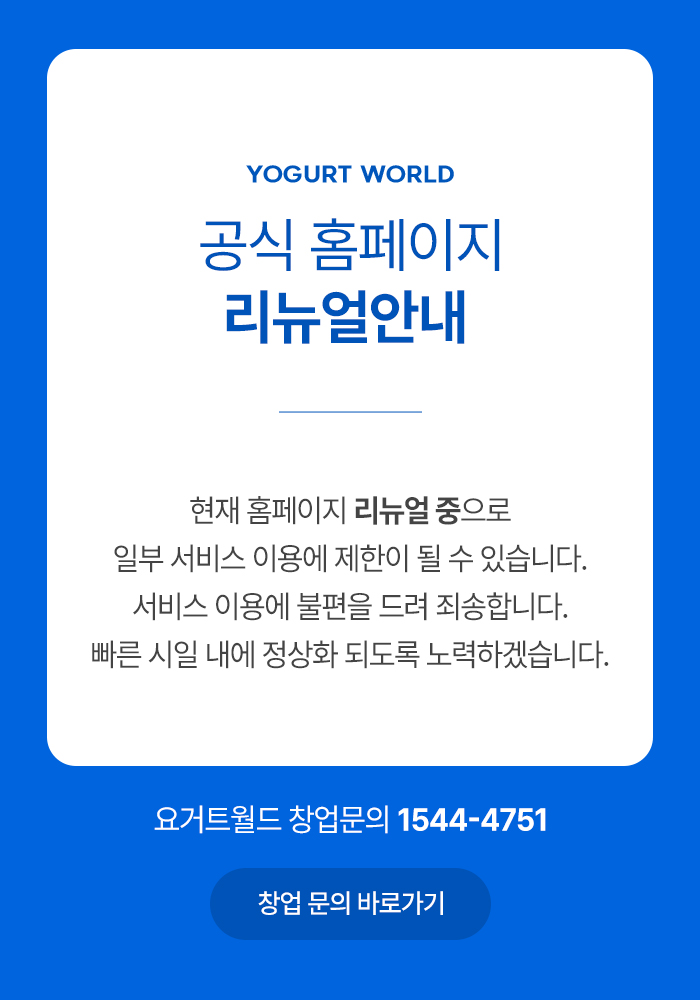 YOGURT WORLD
공식 홈페이지
리뉴얼안내
현재 홈페이지 리뉴얼 중으로
일부 서비스 이용에 제한이 될 수 있습니다.
서비스 이용에 불편을 드려 죄송합니다.
빠른 시일 내에 정상화 되도록 노력하겠습니다.
요거트월드 창업문의 1544-4751
창업 문의 바로가기